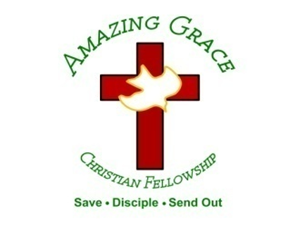 Amazing Grace
Christian Fellowship
Save • Disciple • Send Out